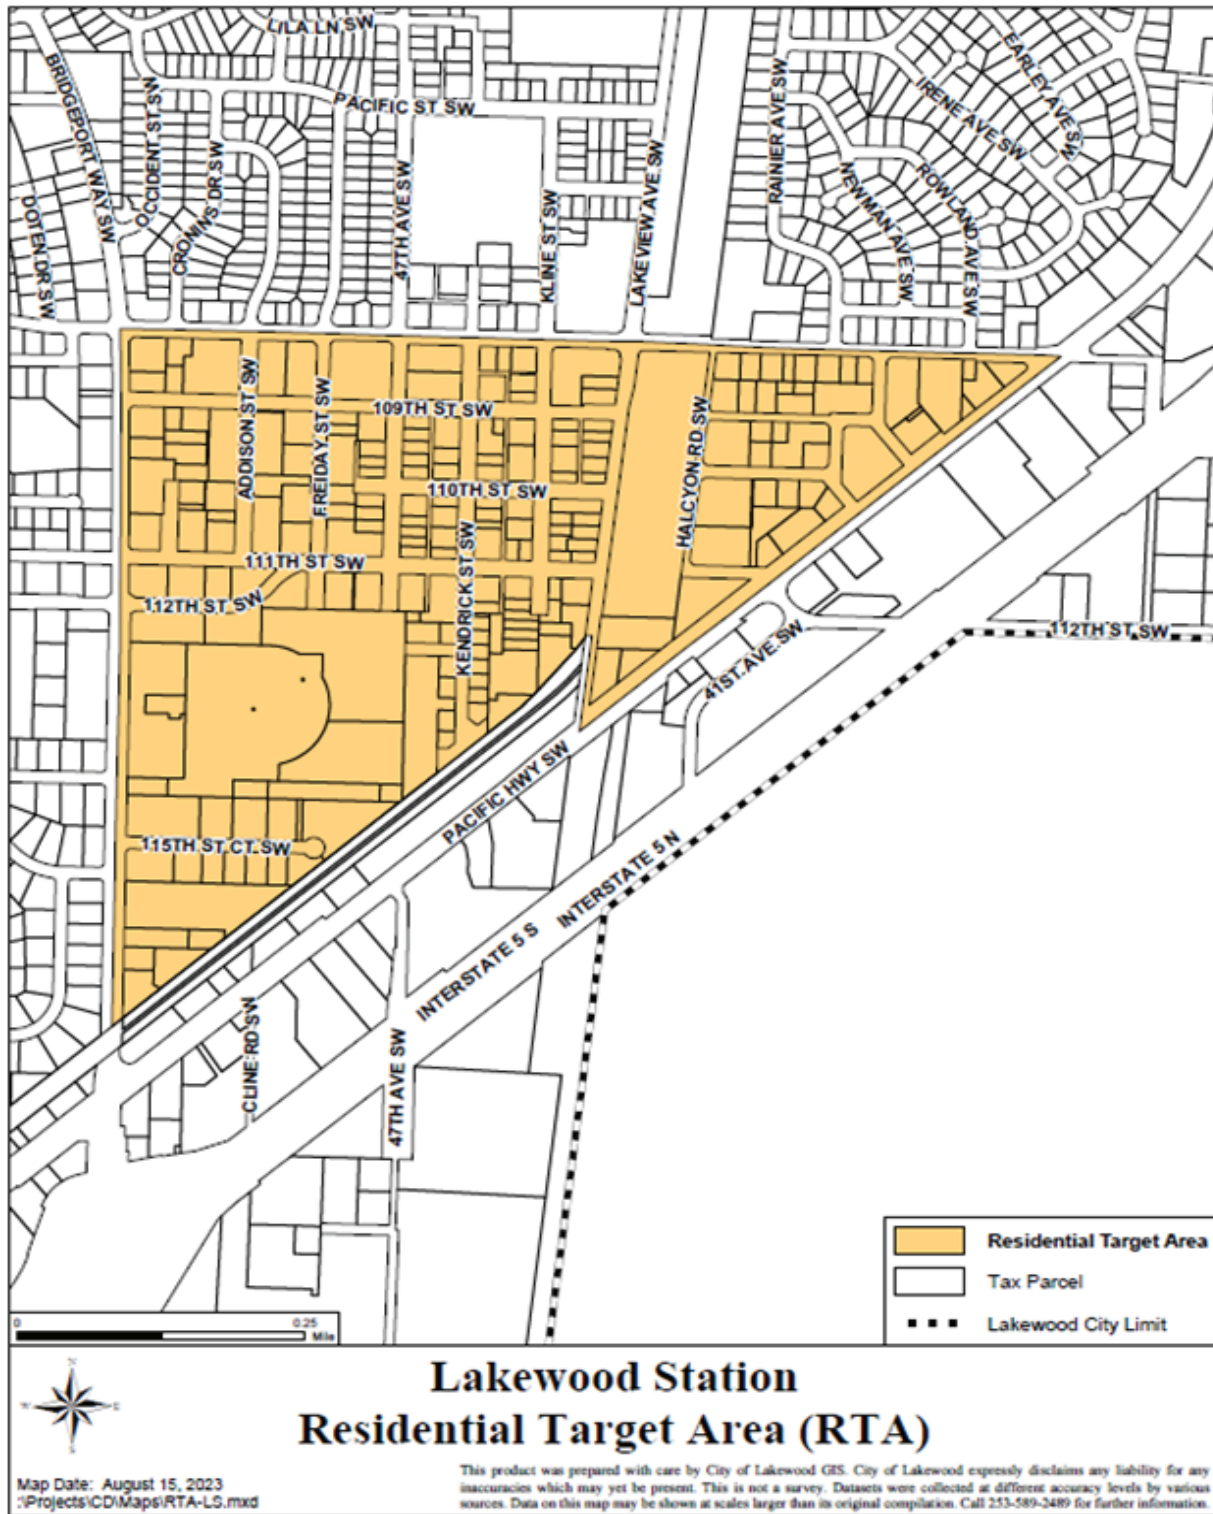 LILA LN SW
BRIDGEPORT WAY SW
OCCIDENT ST SW
PACIFIC ST SW
EARLEY AVE SW
IRENE AVE SW
RAINIER AVE SW
NEWMAN AVE SW
ROWLAND AVE SW
DOTEN DR SW
CRONINS DR SW
47TH AVE SW
KLINE ST SW
LAKEVIEW AVE SW
109TH ST SW
ADDISON ST SW
FREIDAY ST SW
HALCYON RD SW
110TH ST SW
111TH ST SW
KENDRICK ST SW
112TH ST SW
112TH ST SW
41ST AVE SW
PACIFIC HWY SW
115TH ST CT SW
INTERSTATE 5 N
INTERSTATE 5 S
CLINE RD SW
47TH AVE SW
Residential Target Area
Tax Parcel
Lakewood City Limit
0 0.25
Mile
N
W E
S
Lakewood Station
Residential Target Area (RTA)
Map Date: August 15, 2023
:\Projects\CD\Maps\RTA-LS.mxd
This product was prepared with care by City of Lakewood GIS. City of Lakewood expressly disclaims any liability for any
inaccuracies which may yet be present. This is not a survey. Datasets were collected at different accuracy levels by various
sources. Data on this map may be shown at scales larger than its original compilation. Call 253-589-2489 for further information.